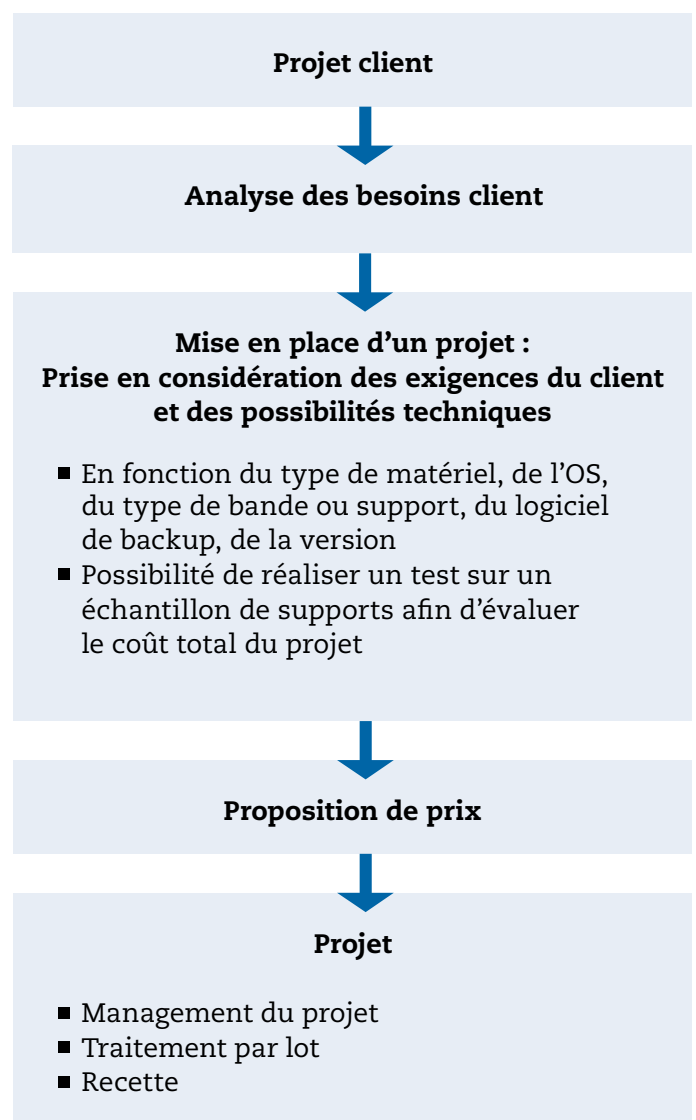 Projet client
Analyse des besoins client
Mise en place d’un projet :
Prise en considération des exigences du client
et des possibilités techniques
■ En fonction du type de matériel, de l’OS,
du type de bande ou support, du logiciel
de backup, de la version
■ Possibilité de réaliser un test sur un
échantillon de supports afin d’évaluer
le coût total du projet
Proposition de prix
Projet
■ Management du projet
■ Traitement par lot
■ Recette